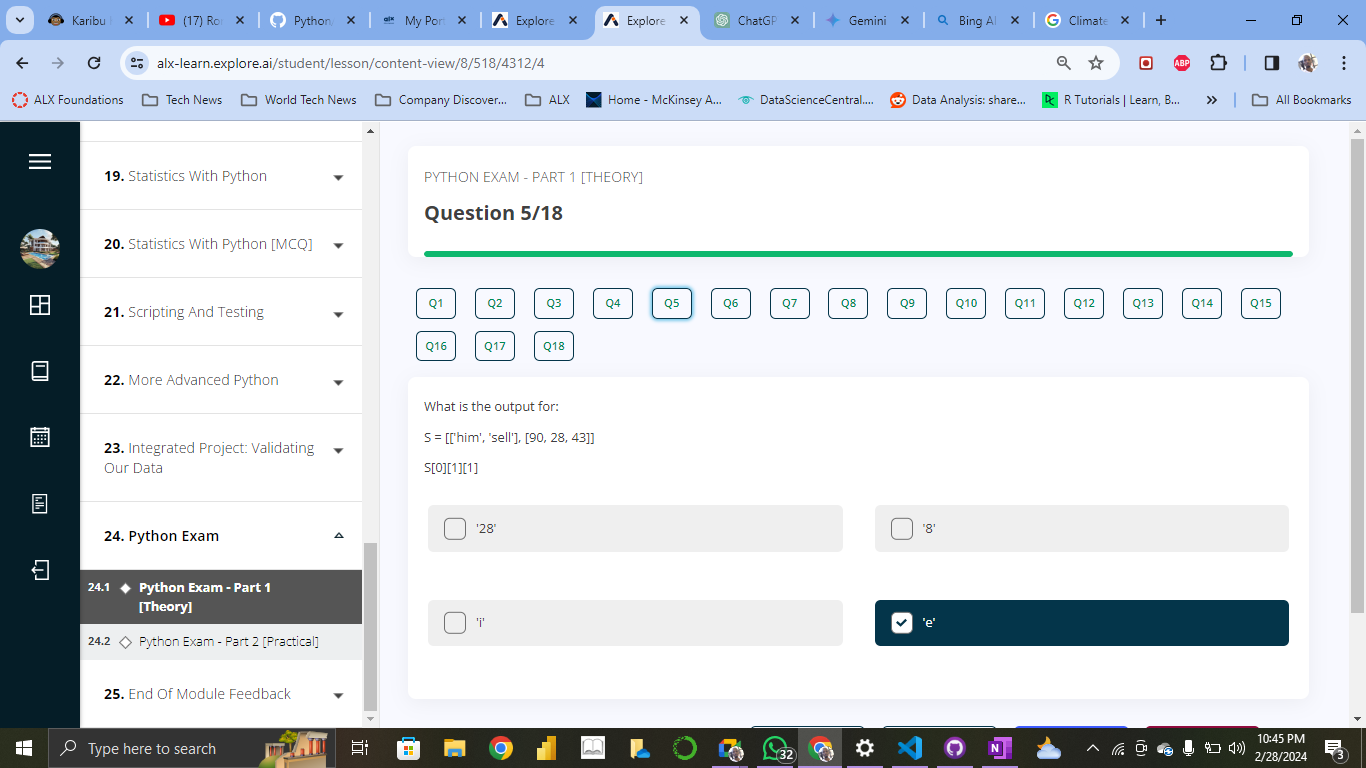 Karibu
(17) Ro
Python
My Por
Explore
Explore
ChatGP
Gemini
Bing AI
Climate
alx-learn.explore.ai/student/lesson/content-view/8/518/4312/4
ABP
ALX Foundations
Tech News
World Tech News
Company Discover...
ALX
Home - McKinsey A...
DataScienceCentral....
Data Analysis: share...
R Tutorials | Learn, B...
All Bookmarks
19. Statistics With Python
20. Statistics With Python [MCQ]
21. Scripting And Testing
22. More Advanced Python
23. Integrated Project: Validating
Our Data
24. Python Exam
24.1 Python Exam - Part 1
[Theory]
24.2 Python Exam - Part 2 [Practical]
25. End Of Module Feedback
PYTHON EXAM - PART 1 [THEORY]
Question 5/18
Q1 Q2 Q3 Q4 Q5 Q6 Q7 Q8 Q9 Q10 Q11 Q12 Q13 Q14 Q15
Q16 Q17 Q18
What is the output for:
S = [['him', 'sell'], [90, 28, 43]]
S[0][1][1]
'28'
'8'
'i'
'e'
Type here to search
32
10:45 PM
2/28/2024
3